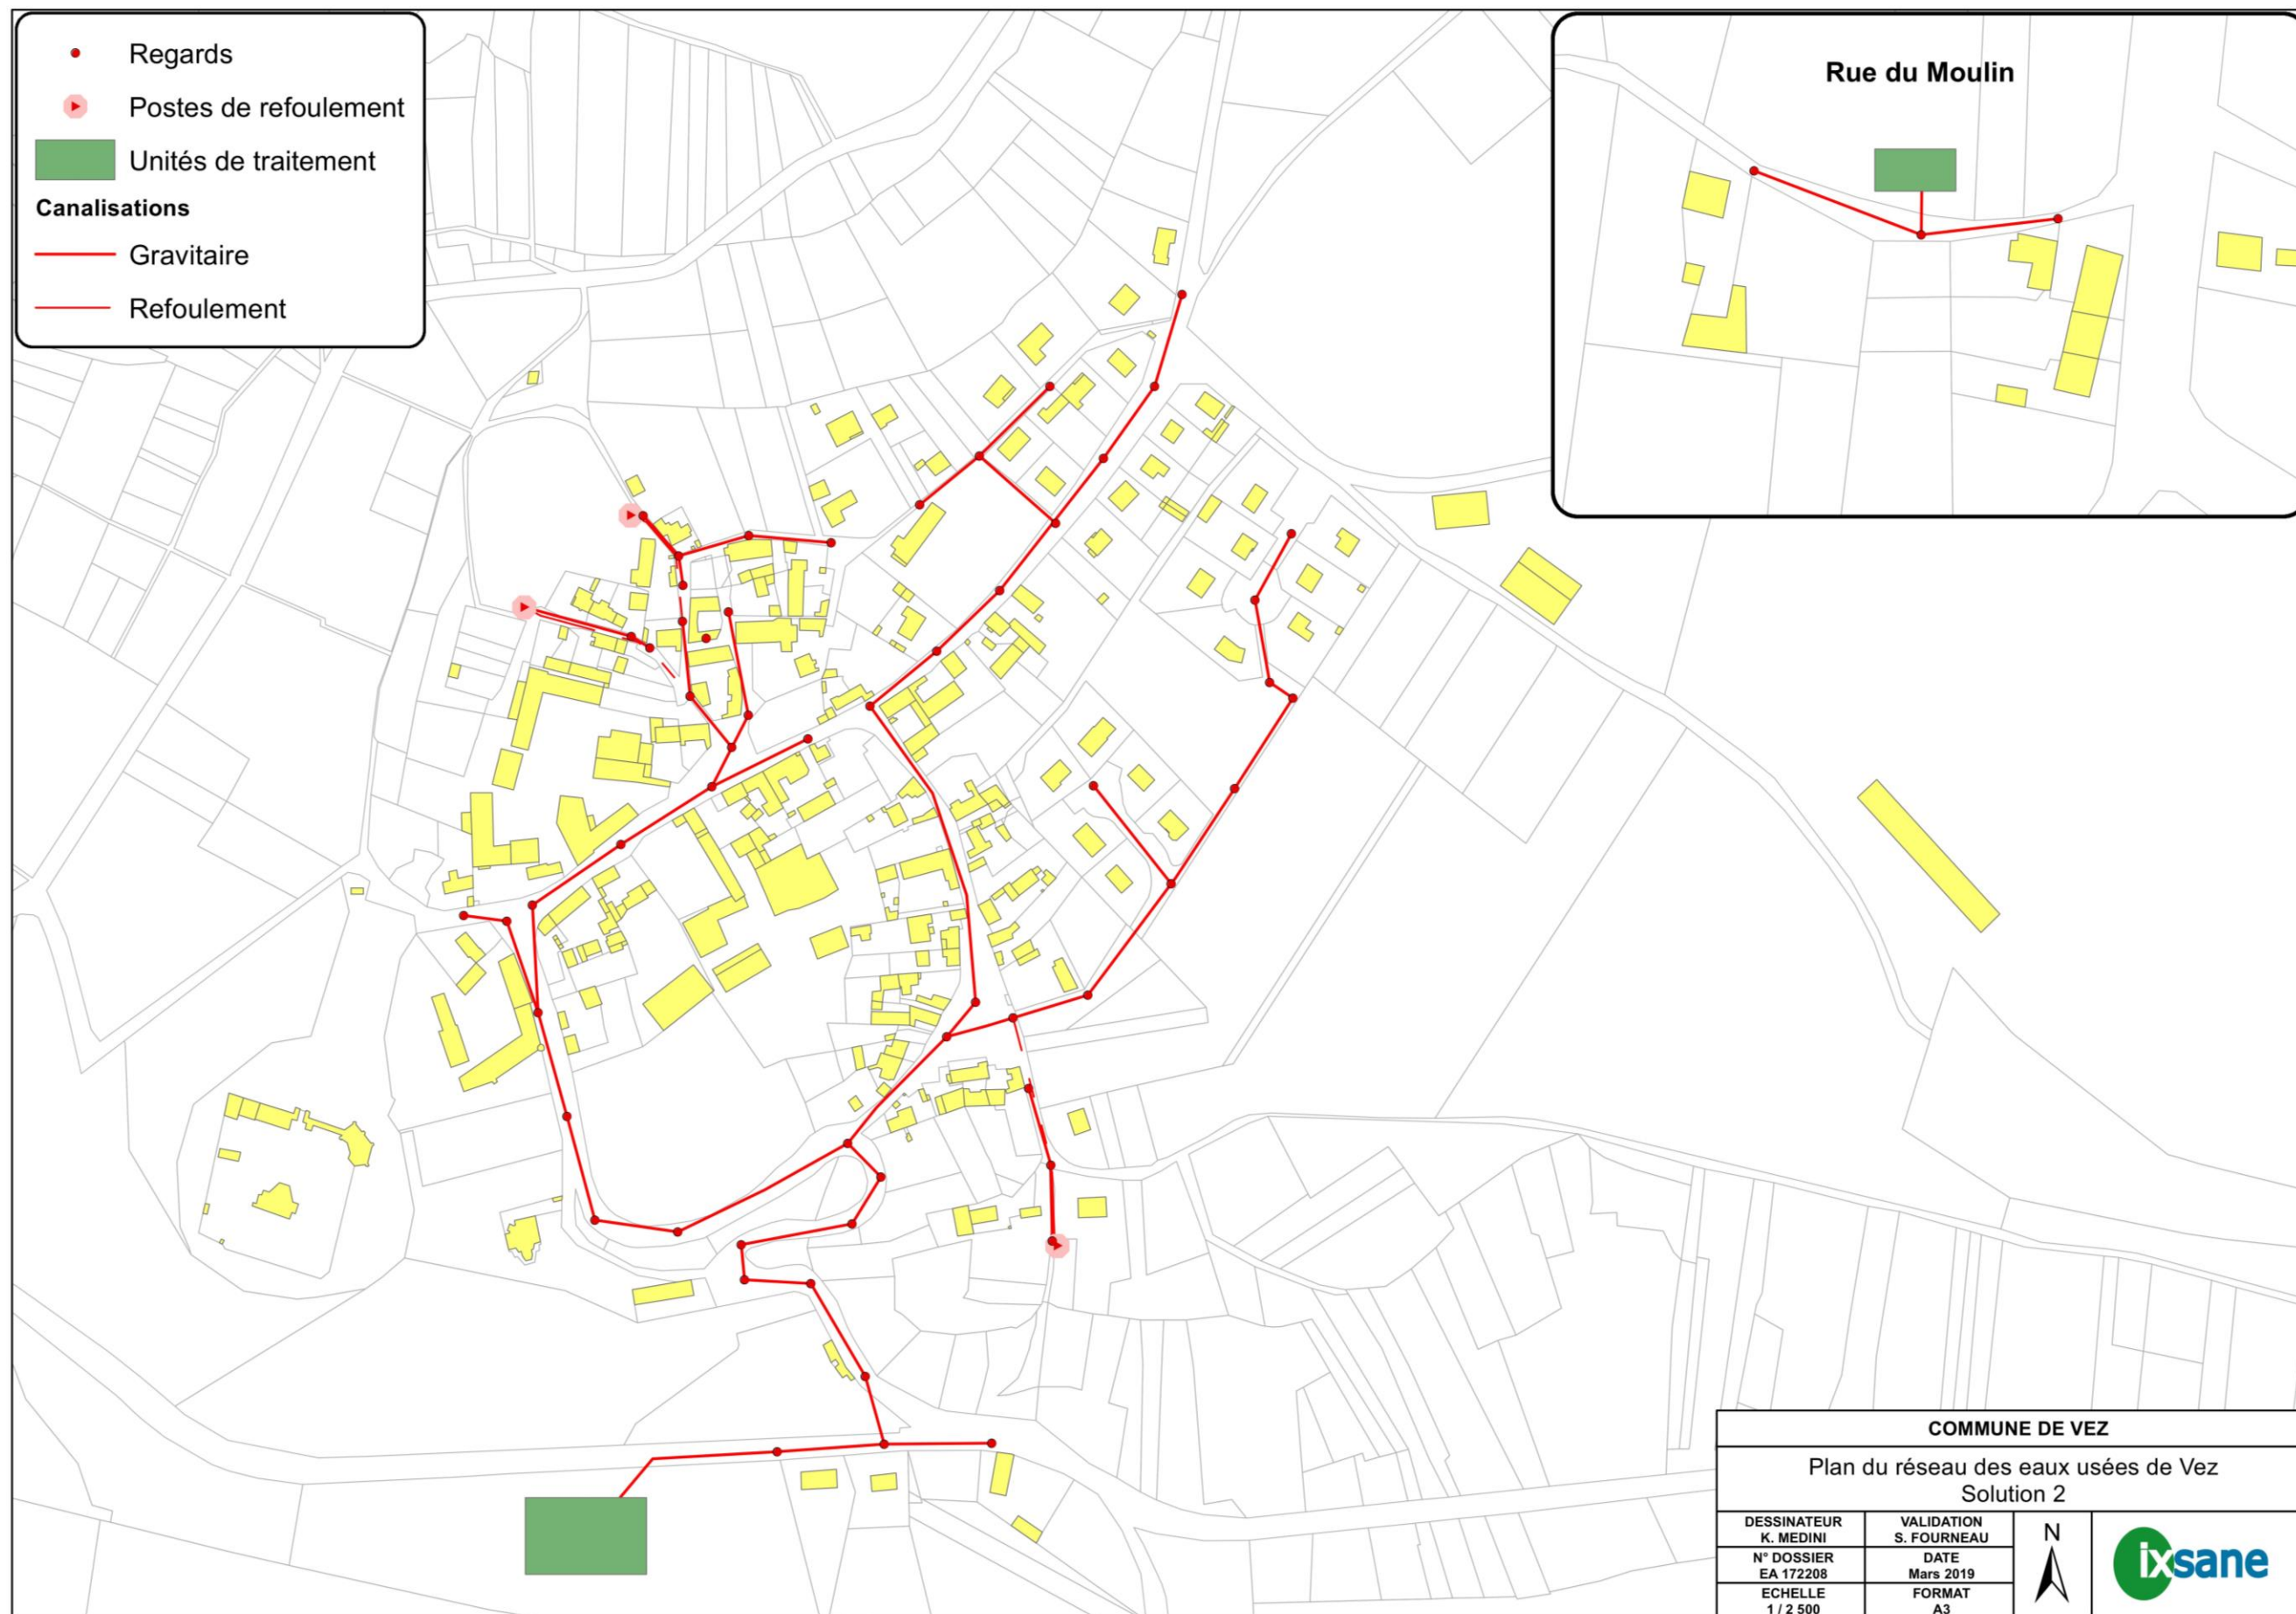 Regards
Postes de refoulement
Unités de traitement
Canalisations
Gravitaire
Refoulement
Rue du Moulin
COMMUNE DE VEZ
Plan du réseau des eaux usées de Vez
Solution 2
DESSINATEUR
K. MEDINI
VALIDATION
S. FOURNEAU
N° DOSSIER
EA 172208
DATE
Mars 2019
ECHELLE
1 / 2 500
FORMAT
A3
N
ixsane